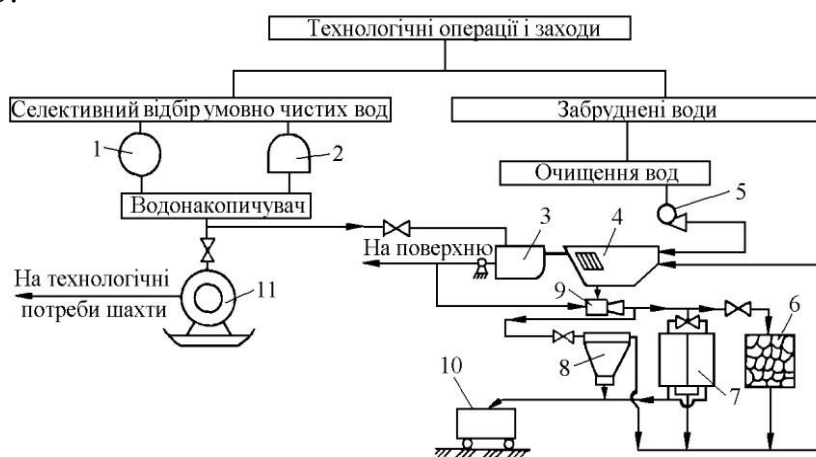 Технологічні операції і заходи
Селективний відбір умовно чистих вод
Забруднені води
1
2
Очищення вод
5
Водонакопичувач
3
4
На поверхню
На технологічні
потреби шахти
11
9
6
8
7
10